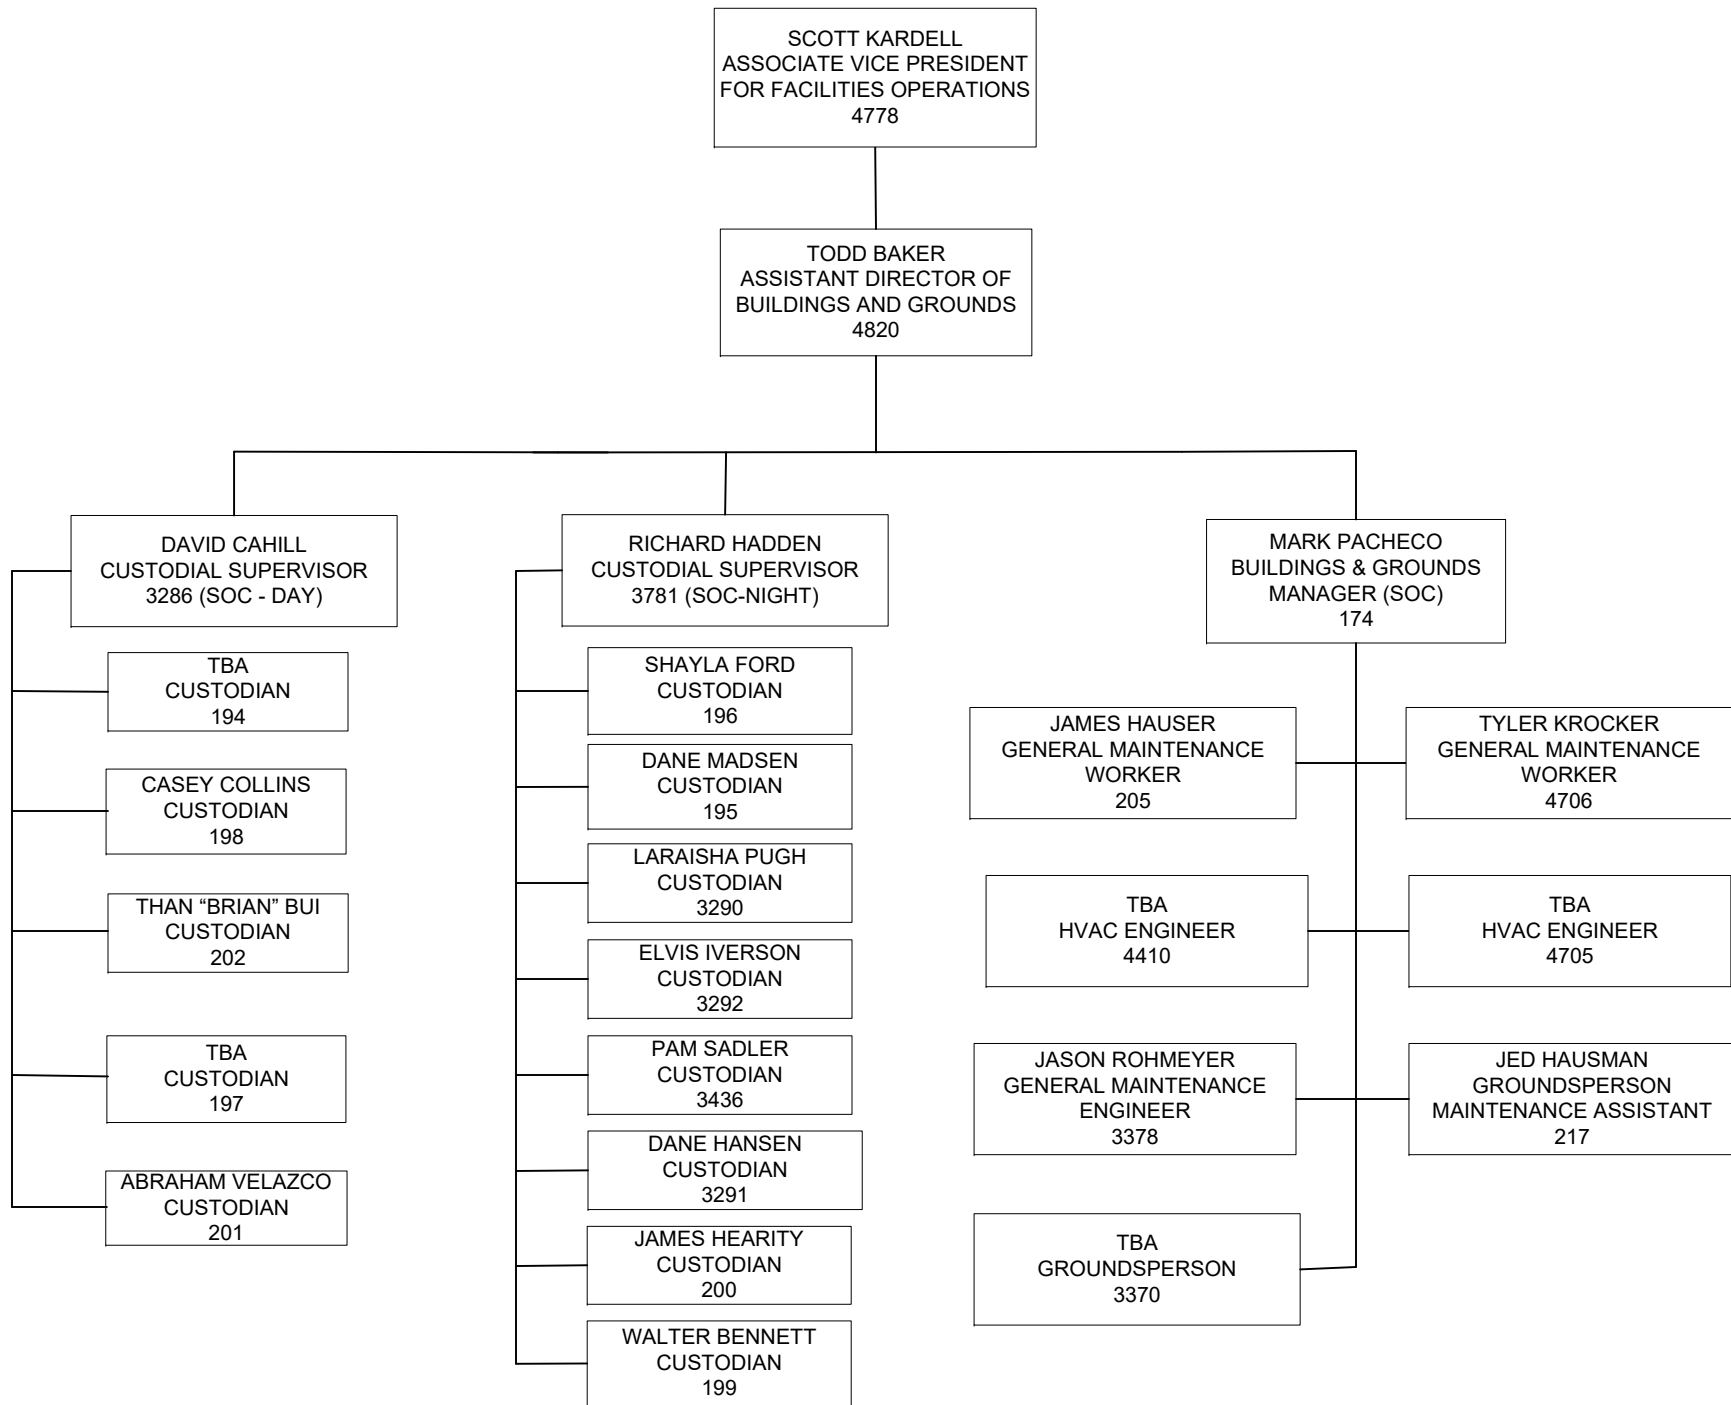 SCOTT KARDELL
ASSOCIATE VICE PRESIDENT
FOR FACILITIES OPERATIONS
4778
TODD BAKER
ASSISTANT DIRECTOR OF
BUILDINGS AND GROUNDS
4820
DAVID CAHILL
CUSTODIAL SUPERVISOR
3286 (SOC - DAY)
TBA
CUSTODIAN
194
CASEY COLLINS
CUSTODIAN
198
THAN “BRIAN” BUI
CUSTODIAN
202
TBA
CUSTODIAN
197
ABRAHAM VELAZCO
CUSTODIAN
201
RICHARD HADDEN
CUSTODIAL SUPERVISOR
3781 (SOC-NIGHT)
SHAYLA FORD
CUSTODIAN
196
DANE MADSEN
CUSTODIAN
195
LARAISHA PUGH
CUSTODIAN
3290
ELVIS IVERSON
CUSTODIAN
3292
PAM SADLER
CUSTODIAN
3436
DANE HANSEN
CUSTODIAN
3291
JAMES HEARITY
CUSTODIAN
200
WALTER BENNETT
CUSTODIAN
199
MARK PACHECO
BUILDINGS & GROUNDS
MANAGER (SOC)
174
JAMES HAUSER
GENERAL MAINTENANCE
WORKER
205
TYLER KROCKER
GENERAL MAINTENANCE
WORKER
4706
TBA
HVAC ENGINEER
4410
TBA
HVAC ENGINEER
4705
JASON ROHMEYER
GENERAL MAINTENANCE
ENGINEER
3378
JED HAUSMAN
GROUNDSPERSON
MAINTENANCE ASSISTANT
217
TBA
GROUNDSPERSON
3370